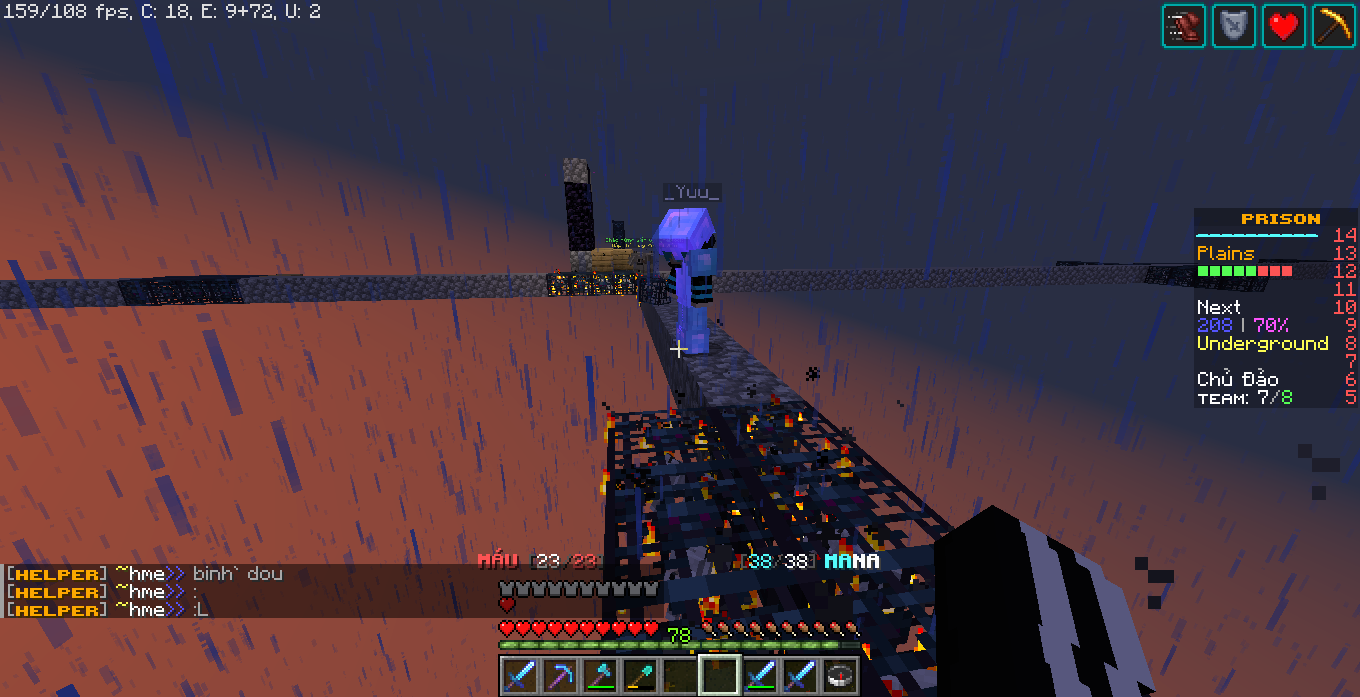 159/108 fps, C: 18, E: 9+72, U: 2
_Yuu_
PRISON
14
Plains 13
12
11
Next 10
208 | 70% 9
Underground 8
7
Chủ Đảo 6
TEAM: 7/8 5
MÁU [23/23]
[38/38] MANA
[HELPER] ~hme>> binh` dou
[HELPER] ~hme>> :
[HELPER] ~hme>> :L
78